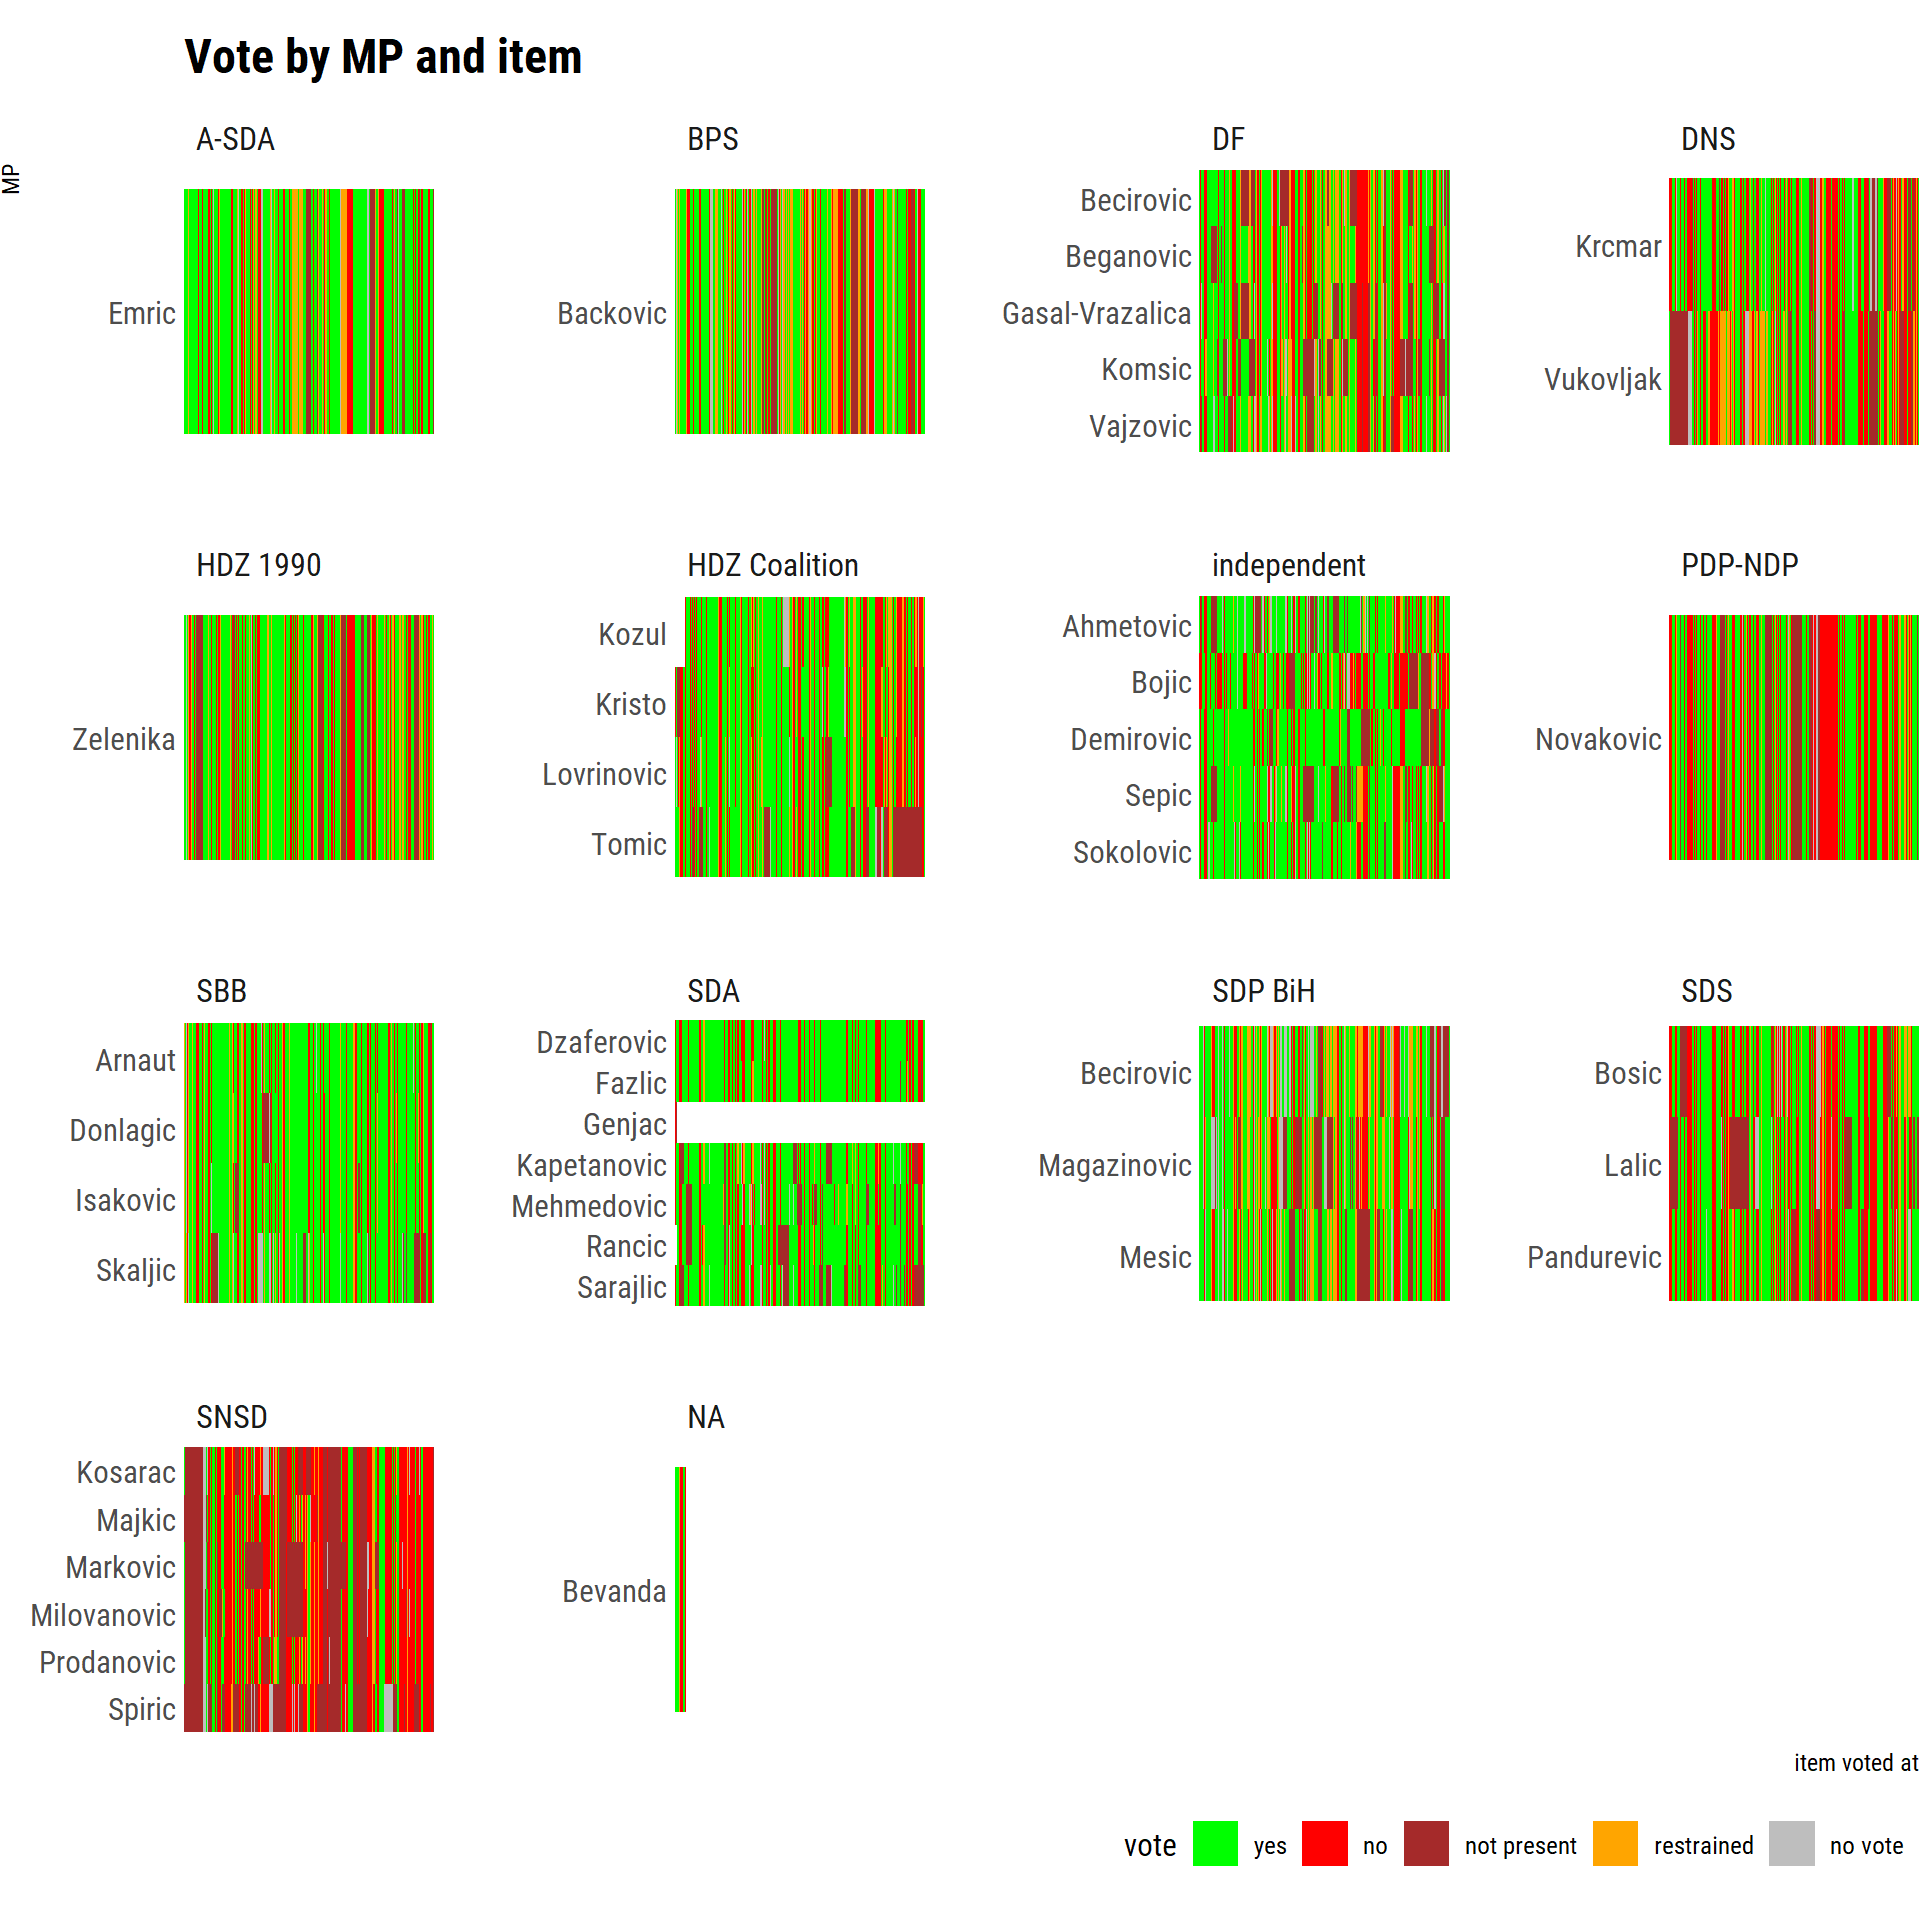 Vote by MP and item
MP
A-SDA
BPS
DF
DNS
Emric
Backovic
Becirovic
Beganovic
Gasal-Vrazalica
Komsic
Vajzovic
Krcmar
Vukovljak
HDZ 1990
HDZ Coalition
independent
PDP-NDP
Zelenika
Kozul
Kristo
Lovrinovic
Tomic
Ahmetovic
Bojic
Demirovic
Sepic
Sokolovic
Novakovic
SBB
SDA
SDP BiH
SDS
Arnaut
Donlagic
Isakovic
Skaljic
Dzaferovic
Fazlic
Genjac
Kapetanovic
Mehmedovic
Rancic
Sarajlic
Becirovic
Magazinovic
Mesic
Bosic
Lalic
Pandurevic
SNSD
NA
Kosarac
Majkic
Markovic
Milovanovic
Prodanovic
Spiric
Bevanda
item voted at
vote yes no not present restrained no vote